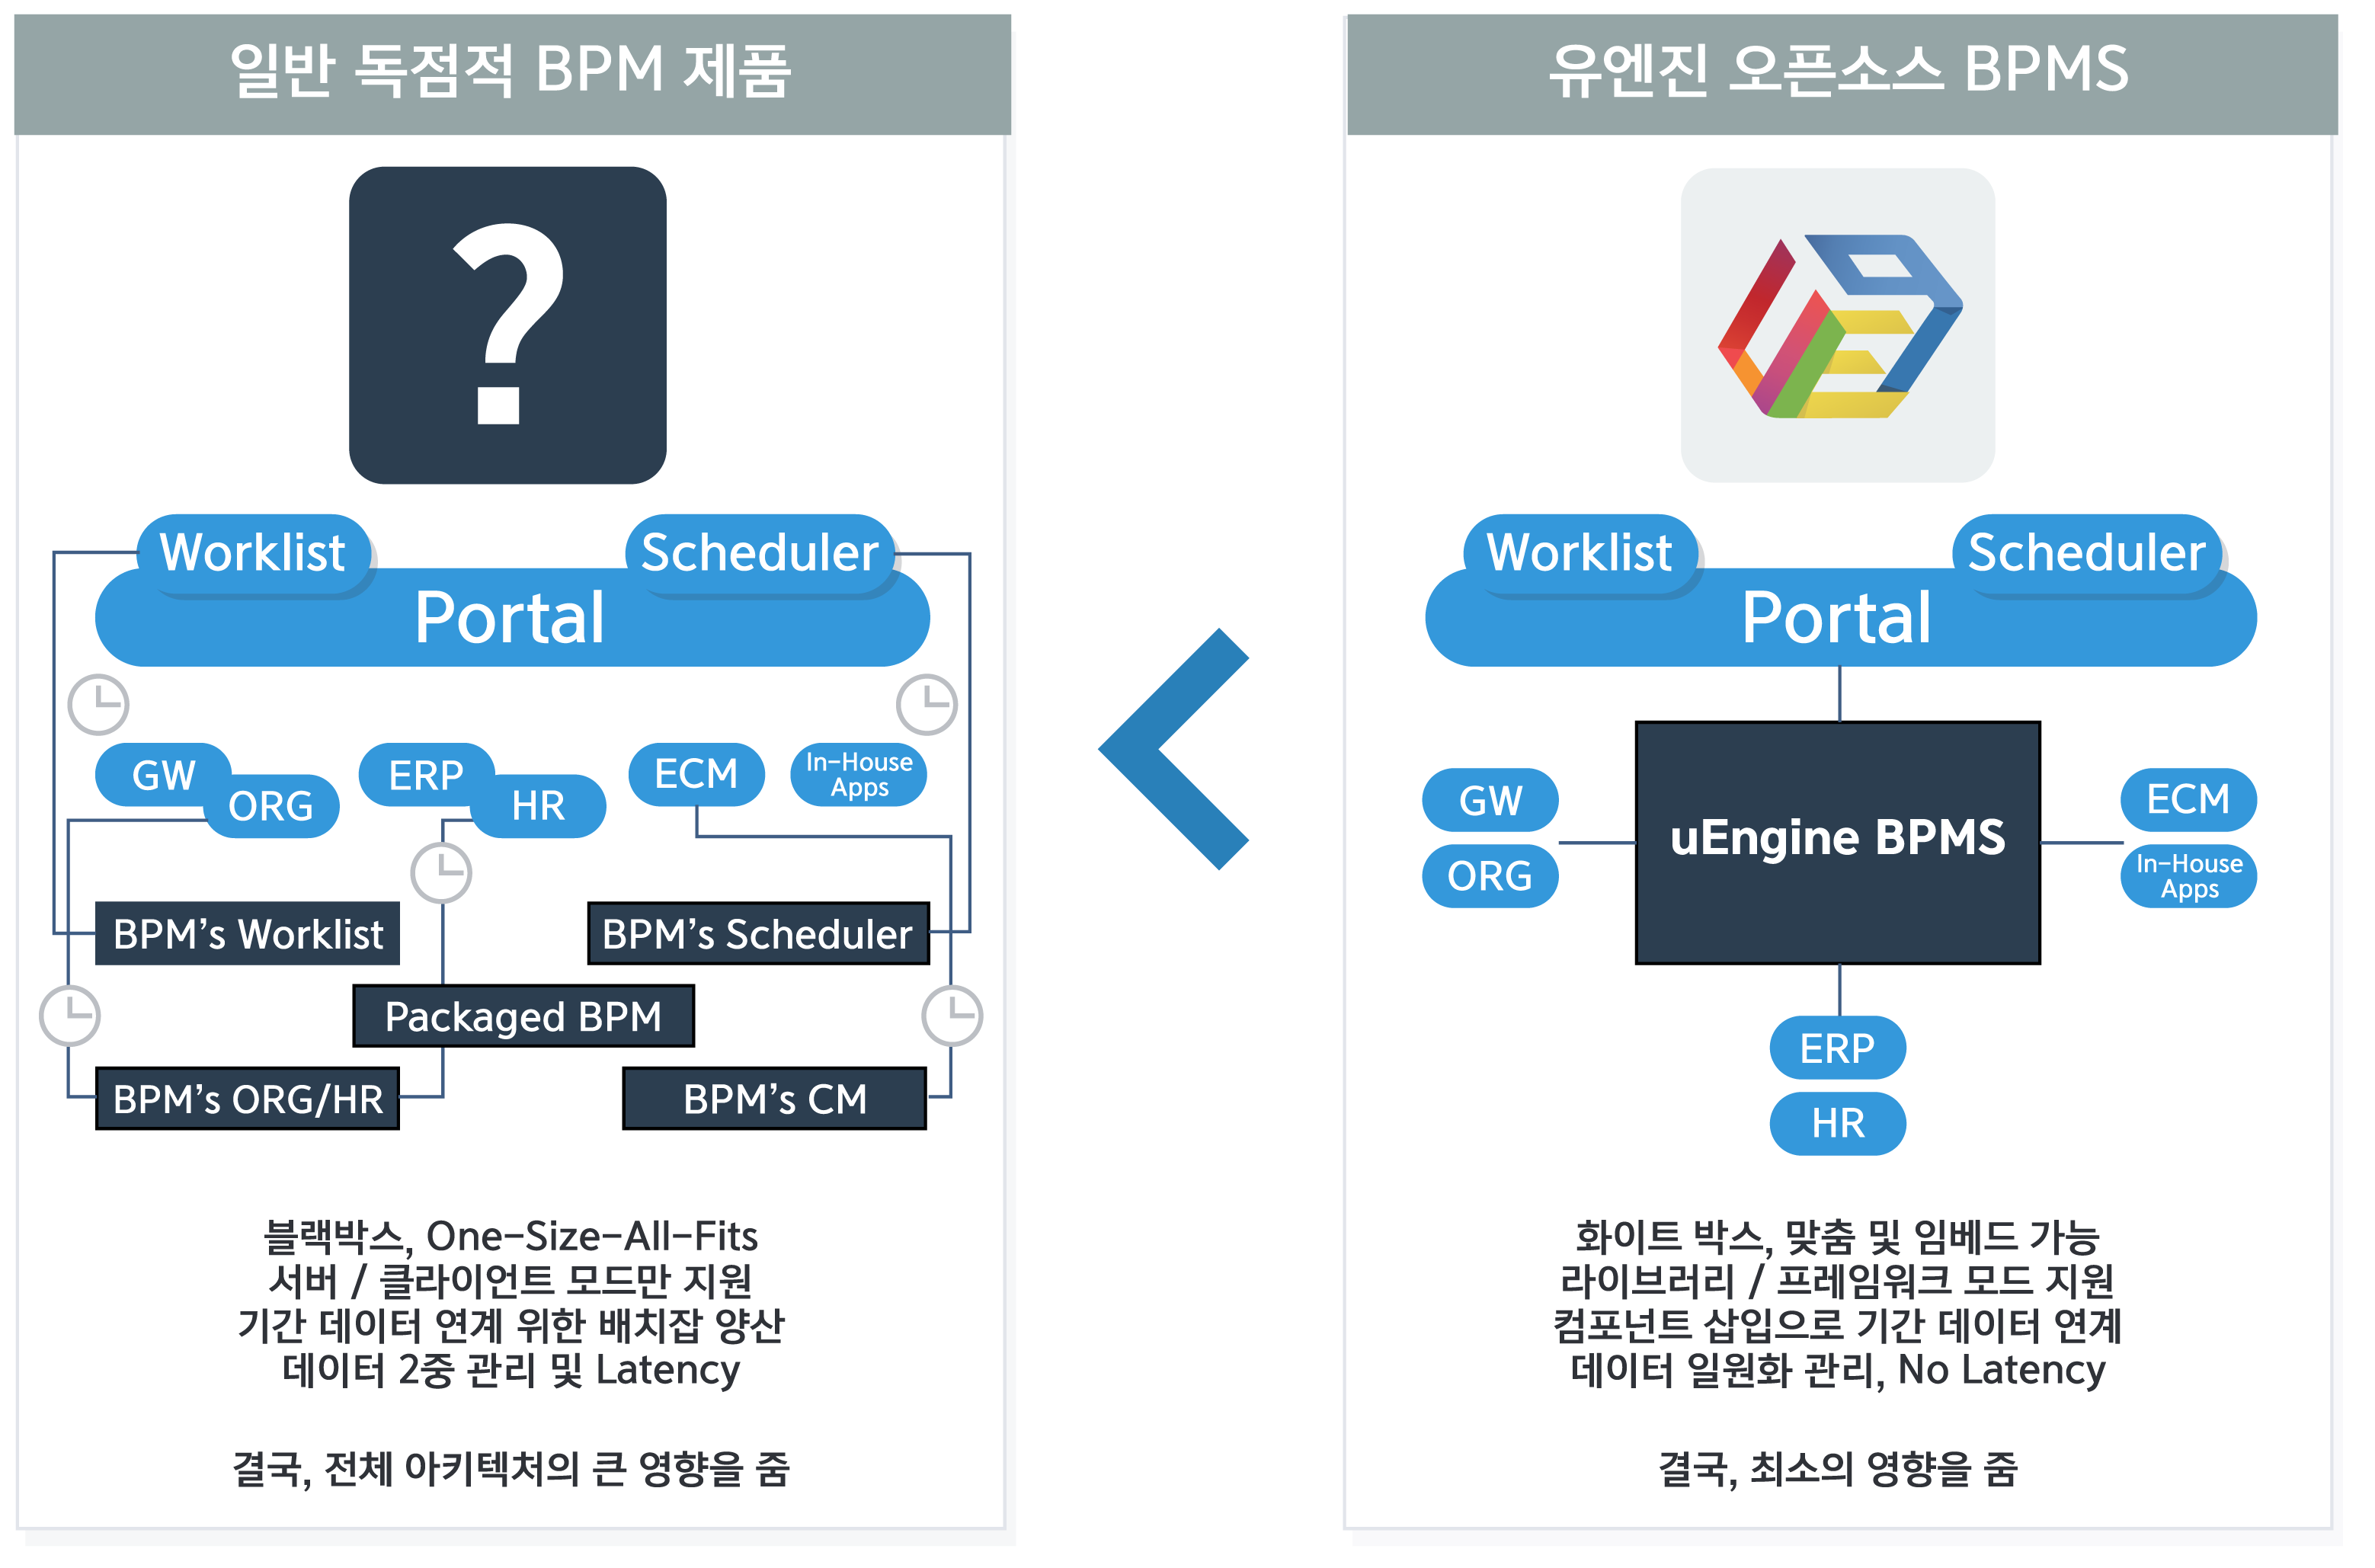 일반 독점적 BPM 제품
?
Worklist
Scheduler
Portal
GW
ORG
ERP
HR
ECM
In-House
Apps
BPM's Worklist
BPM's Scheduler
Packaged BPM
BPM's ORG/HR
BPM's CM
블랙박스, One-Size-All-Fits
서버 / 클라이언트 모드만 지원
기간 데이터 연계 위한 배치잡 양산
데이터 2중 관리 및 Latency
결국, 전체 아키텍처의 큰 영향을 줌
유엔진 오픈소스 BPMS
Worklist
Scheduler
Portal
GW
ORG
uEngine BPMS
ECM
In-House
Apps
ERP
HR
화이트 박스, 맞춤 및 임베드 가능
라이브러리 / 프레임워크 모드 지원
컴포넌트 삽입으로 기간 데이터 연계
데이터 일원화 관리, No Latency
결국, 최소의 영향을 줌